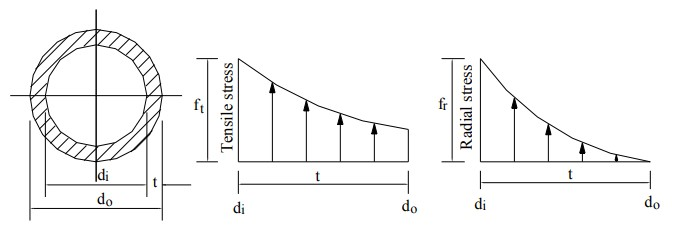 di
t
do
ft
Tensile stress
t
di
do
fr
Radial stress
t
di
do